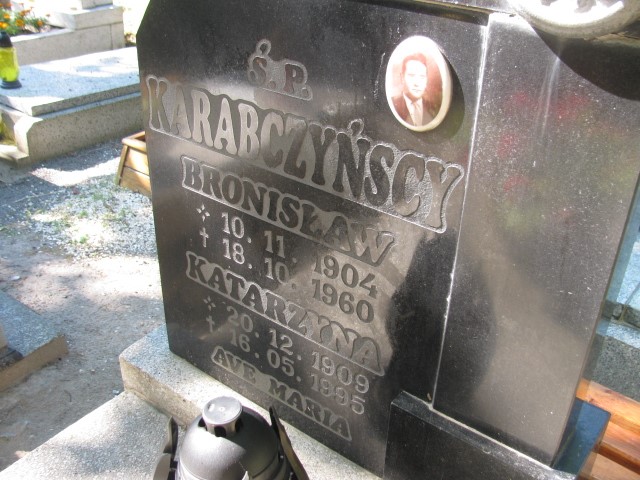 Ś. P.
KARABCZYŃSCY
BRONISŁAW
10. 11. 1904
† 18. 10. 1960
KATARZYNA
20. 12. 1909
† 16. 05. 1995
AVE MARIA